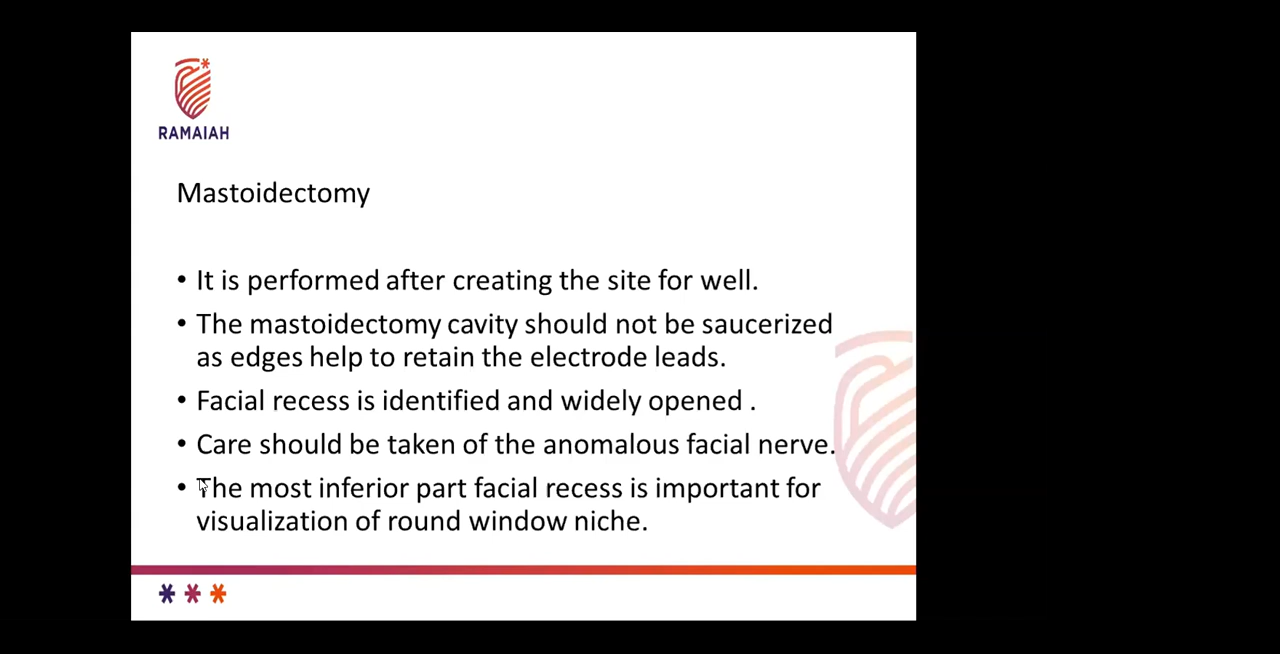 RAMAIAH
Mastoidectomy
• It is performed after creating the site for well.
• The mastoidectomy cavity should not be saucerized
as edges help to retain the electrode leads.
• Facial recess is identified and widely opened .
• Care should be taken of the anomalous facial nerve.
• The most inferior part facial recess is important for
visualization of round window niche.